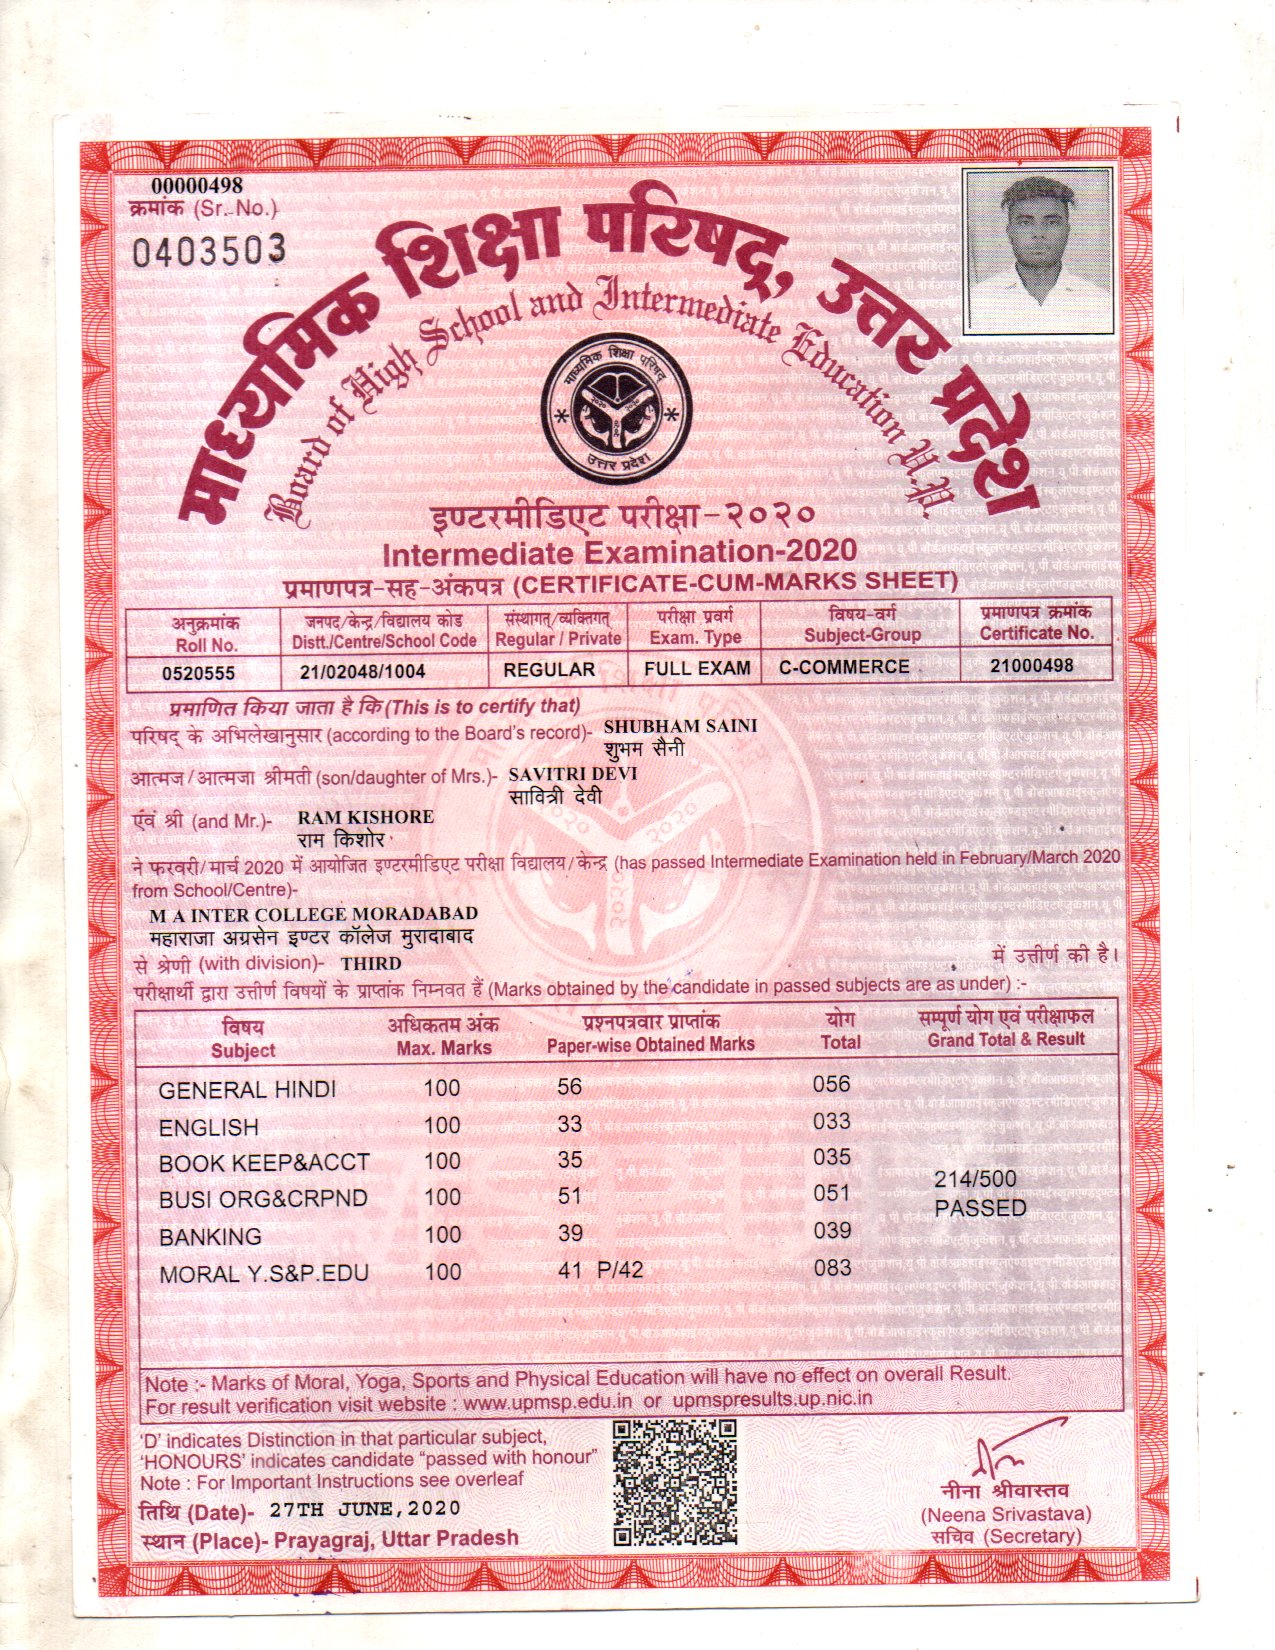 00000498
क्रमांक (Sr. No.)
0403503
माध्यमिक शिक्षा परिषद्, उत्तर प्रदेश
Board of High School and Intermediate Education U.P.
माध्यमिक शिक्षा परिषद
उत्तर प्रदेश
इण्टरमीडिएट परीक्षा-२०२०
Intermediate Examination-2020
प्रमाणपत्र-सह-अंकपत्र (CERTIFICATE-CUM-MARKS SHEET)
अनुक्रमांक जनपद/केन्द्र/विद्यालय कोड संस्थागत्/व्यक्तिगत् परीक्षा प्रवर्ग विषय-वर्ग प्रमाणपत्र क्रमांक
Roll No. Distt./Centre/School Code Regular / Private Exam. Type Subject-Group Certificate No.
0520555 21/02048/1004 REGULAR FULL EXAM C-COMMERCE 21000498
प्रमाणित किया जाता है कि (This is to certify that)
परिषद् के अभिलेखानुसार (according to the Board's record)- SHUBHAM SAINI
शुभम सैनी
आत्मज/आत्मजा श्रीमती (son/daughter of Mrs.)- SAVITRI DEVI
सावित्री देवी
एंवं श्री (and Mr.)- RAM KISHORE
राम किशोर
ने फरवरी/मार्च 2020 में आयोजित इण्टरमीडिएट परीक्षा विद्यालय/केन्द्र (has passed Intermediate Examination held in February/March 2020
from School/Centre)-
M A INTER COLLEGE MORADABAD
महाराजा अग्रसेन इण्टर कॉलेज मुरादाबाद
से श्रेणी (with division)- THIRD में उत्तीर्ण की है।
परीक्षार्थी द्वारा उत्तीर्ण विषयों के प्राप्तांक निम्नवत हैं (Marks obtained by the candidate in passed subjects are as under) :-
विषय अधिकतम अंक प्रश्नपत्रवार प्राप्तांक योग सम्पूर्ण योग एवं परीक्षाफल
Subject Max. Marks Paper-wise Obtained Marks Total Grand Total & Result
GENERAL HINDI 100 56 056
ENGLISH 100 33 033
BOOK KEEP&ACCT 100 35 035
214/500
BUSI ORG&CRPND 100 51 051
PASSED
BANKING 100 39 039
MORAL Y.S&P.EDU 100 41 P/42 083
Note :- Marks of Moral, Yoga, Sports and Physical Education will have no effect on overall Result.
For result verification visit website : www.upmsp.edu.in or upmspresults.up.nic.in
'D' indicates Distinction in that particular subject,
'HONOURS' indicates candidate "passed with honour"
Note : For Important Instructions see overleaf
तिथि (Date)- 27TH JUNE,2020
स्थान (Place)- Prayagraj, Uttar Pradesh
नीना श्रीवास्तव
(Neena Srivastava)
सचिव (Secretary)